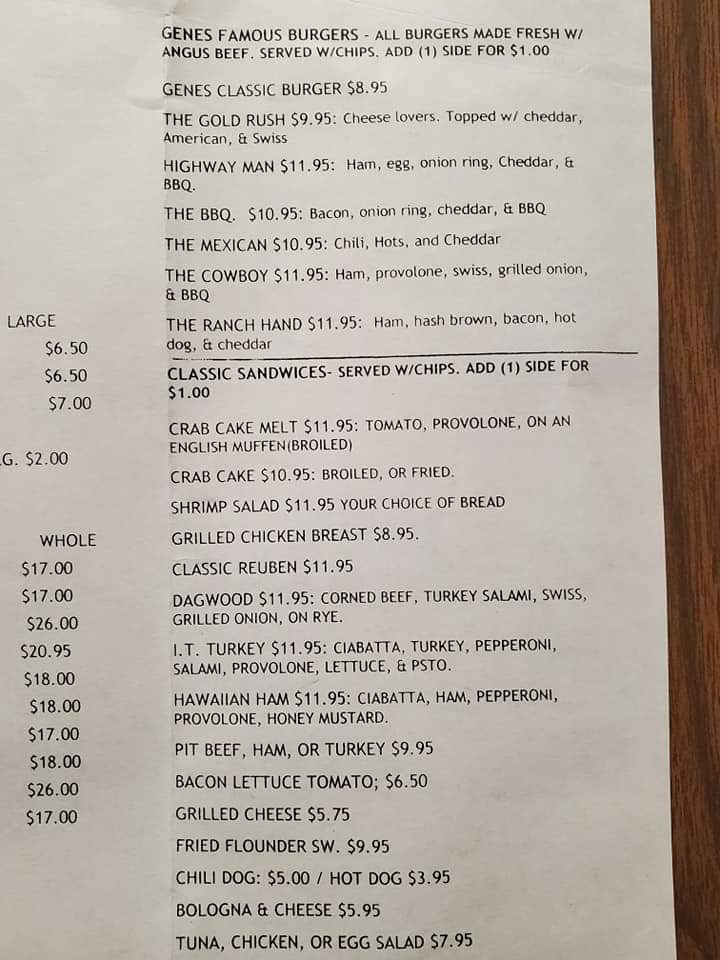 GENES FAMOUS BURGERS - ALL BURGERS MADE FRESH W/
ANGUS BEEF. SERVED W/CHIPS. ADD (1) SIDE FOR $1.00
GENES CLASSIC BURGER $8.95
THE GOLD RUSH $9.95: Cheese lovers. Topped w/ cheddar,
American, & Swiss
HIGHWAY MAN $11.95: Ham, egg, onion ring, Cheddar, &
BBQ.
THE BBQ. $10.95: Bacon, onion ring, cheddar, & BBQ
THE MEXICAN $10.95: Chili, Hots, and Cheddar
THE COWBOY $11.95: Ham, provolone, swiss, grilled onion,
& BBQ
THE RANCH HAND $11.95: Ham, hash brown, bacon, hot
dog, & cheddar
CLASSIC SANDWICES- SERVED W/CHIPS. ADD (1) SIDE FOR
$1.00
CRAB CAKE MELT $11.95: TOMATO, PROVOLONE, ON AN
ENGLISH MUFFEN(BROILED)
CRAB CAKE $10.95: BROILED, OR FRIED.
SHRIMP SALAD $11.95 YOUR CHOICE OF BREAD
GRILLED CHICKEN BREAST $8.95.
CLASSIC REUBEN $11.95
DAGWOOD $11.95: CORNED BEEF, TURKEY SALAMI, SWISS,
GRILLED ONION, ON RYE.
I.T. TURKEY $11.95: CIABATTA, TURKEY, PEPPERONI,
SALAMI, PROVOLONE, LETTUCE, & PSTO.
HAWAIIAN HAM $11.95: CIABATTA, HAM, PEPPERONI,
PROVOLONE, HONEY MUSTARD.
PIT BEEF, HAM, OR TURKEY $9.95
BACON LETTUCE TOMATO; $6.50
GRILLED CHEESE $5.75
FRIED FLOUNDER SW. $9.95
CHILI DOG: $5.00 / HOT DOG $3.95
BOLOGNA & CHEESE $5.95
TUNA, CHICKEN, OR EGG SALAD $7.95
LARGE
$6.50
$6.50
$7.00
G. $2.00
WHOLE
$17.00
$17.00
$26.00
$20.95
$18.00
$18.00
$17.00
$18.00
$26.00
$17.00